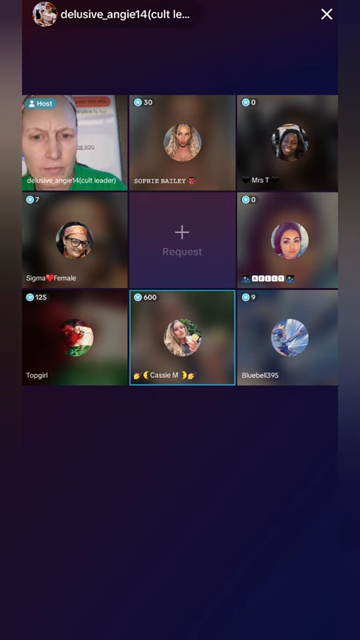 delusive_angie14(cult le...
Host
30
0
delusive_angie14(cult leader)
SOPHIE BAILEY
Mrs T
7
0
Sigma❤️Female
Request
KELLY
125
600
9
Topgirl
Cassie M
Bluebell395